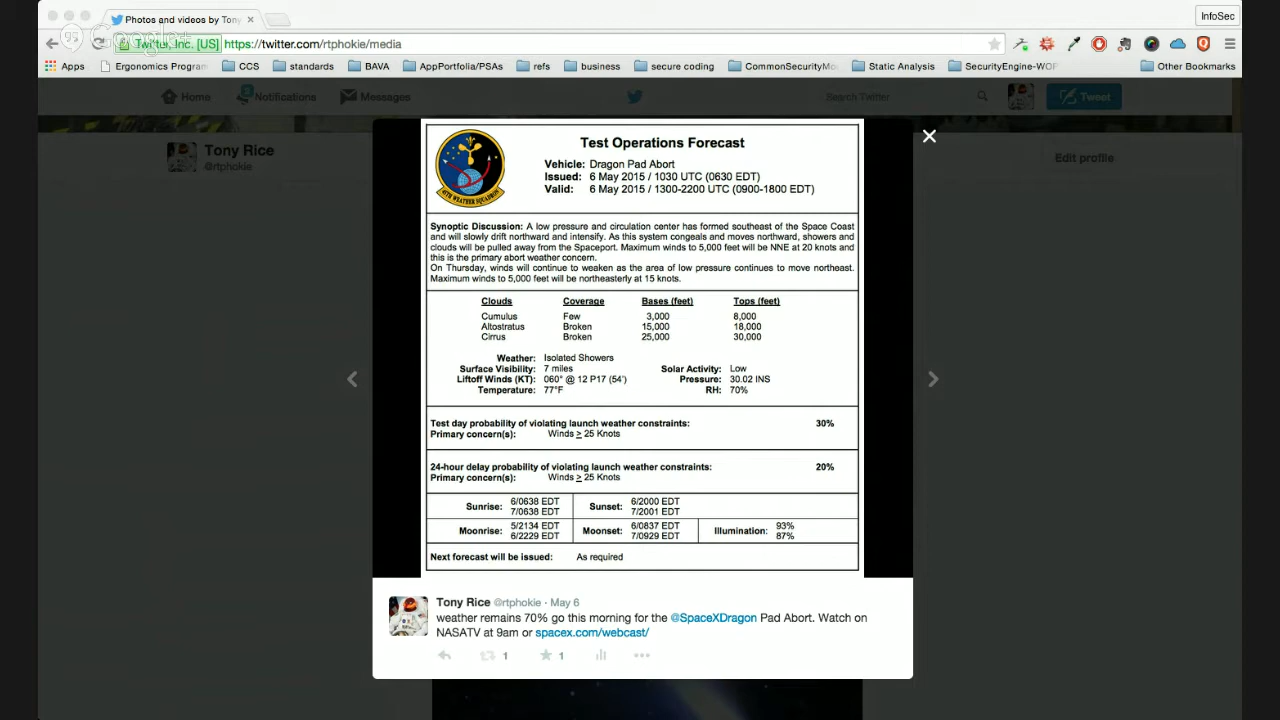 Photos and videos by Tony
InfoSec
Google+
Twitter, Inc. [US] https://twitter.com/rtphokie/media
Apps Ergonomics Program CCS standards BAVA AppPortfolio/PSAs refs business secure coding CommonSecurityMo Static Analysis SecurityEngine-WOF Other Bookmarks
Home Notifications Messages Search Twitter Tweet
Tony Rice
@rtphokie
Edit profile
Test Operations Forecast
Vehicle: Dragon Pad Abort
Issued: 6 May 2015 / 1030 UTC (0630 EDT)
Valid: 6 May 2015 / 1300-2200 UTC (0900-1800 EDT)
45TH WEATHER SQUADRON
Synoptic Discussion: A low pressure and circulation center has formed southeast of the Space Coast
and will slowly drift northward and intensify. As this system congeals and moves northward, showers and
clouds will be pulled away from the Spaceport. Maximum winds to 5,000 feet will be NNE at 20 knots and
this is the primary abort weather concern.
On Thursday, winds will continue to weaken as the area of low pressure continues to move northeast.
Maximum winds to 5,000 feet will be northeasterly at 15 knots.
Clouds Coverage Bases (feet) Tops (feet)
Cumulus Few 3,000 8,000
Altostratus Broken 15,000 18,000
Cirrus Broken 25,000 30,000
Weather: Isolated Showers
Surface Visibility: 7 miles Solar Activity: Low
Liftoff Winds (KT): 060° @ 12 P17 (54') Pressure: 30.02 INS
Temperature: 77°F RH: 70%
Test day probability of violating launch weather constraints: 30%
Primary concern(s): Winds ≥ 25 Knots
24-hour delay probability of violating launch weather constraints: 20%
Primary concern(s): Winds ≥ 25 Knots
Sunrise: 6/0638 EDT Sunset: 6/2000 EDT
7/0638 EDT 7/2001 EDT
Moonrise: 5/2134 EDT Moonset: 6/0837 EDT Illumination: 93%
6/2229 EDT 7/0929 EDT 87%
Next forecast will be issued: As required
Tony Rice @rtphokie · May 6
weather remains 70% go this morning for the @SpaceXDragon Pad Abort. Watch on
NASATV at 9am or spacex.com/webcast/
1 1